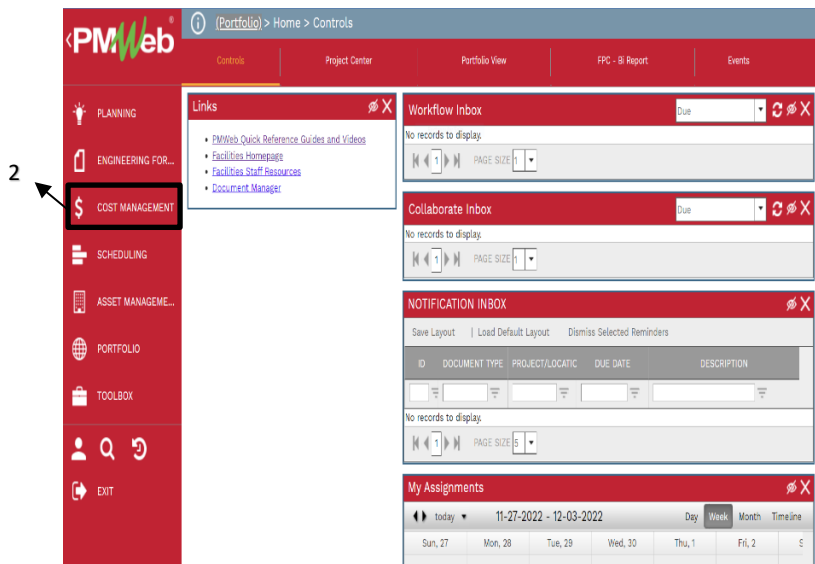 PMWeb®
(Portfolio) > Home > Controls
Controls
Project Center
Portfolio View
FPC - Bi Report
Events
2
PLANNING
ENGINEERING FOR...
COST MANAGEMENT
SCHEDULING
ASSET MANAGEME...
PORTFOLIO
TOOLBOX
EXIT
Links
PMWeb Quick Reference Guides and Videos
Facilities Homepage
Facilities Staff Resources
Document Manager
Workflow Inbox
Due
No records to display.
1 PAGE SIZE 1
Collaborate Inbox
Due
No records to display.
1 PAGE SIZE 1
NOTIFICATION INBOX
Save Layout | Load Default Layout Dismiss Selected Reminders
ID DOCUMENT TYPE PROJECT/LOCATIC DUE DATE DESCRIPTION
No records to display.
1 PAGE SIZE 5
My Assignments
today 11-27-2022 - 12-03-2022 Day Week Month Timeline
Sun, 27 Mon, 28 Tue, 29 Wed, 30 Thu, 1 Fri, 2 S